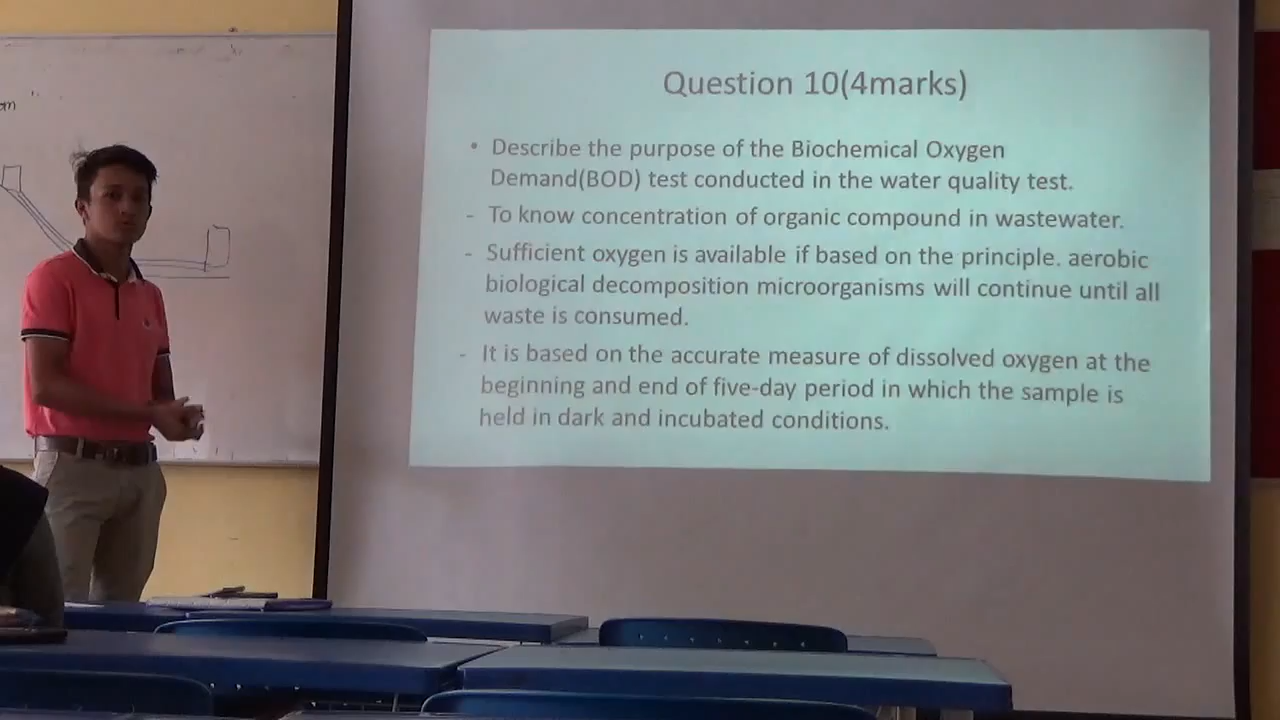 Question 10(4marks)
• Describe the purpose of the Biochemical Oxygen
Demand(BOD) test conducted in the water quality test.
- To know concentration of organic compound in wastewater.
- Sufficient oxygen is available if based on the principle. aerobic
biological decomposition microorganisms will continue until all
waste is consumed.
- It is based on the accurate measure of dissolved oxygen at the
beginning and end of five-day period in which the sample is
held in dark and incubated conditions.